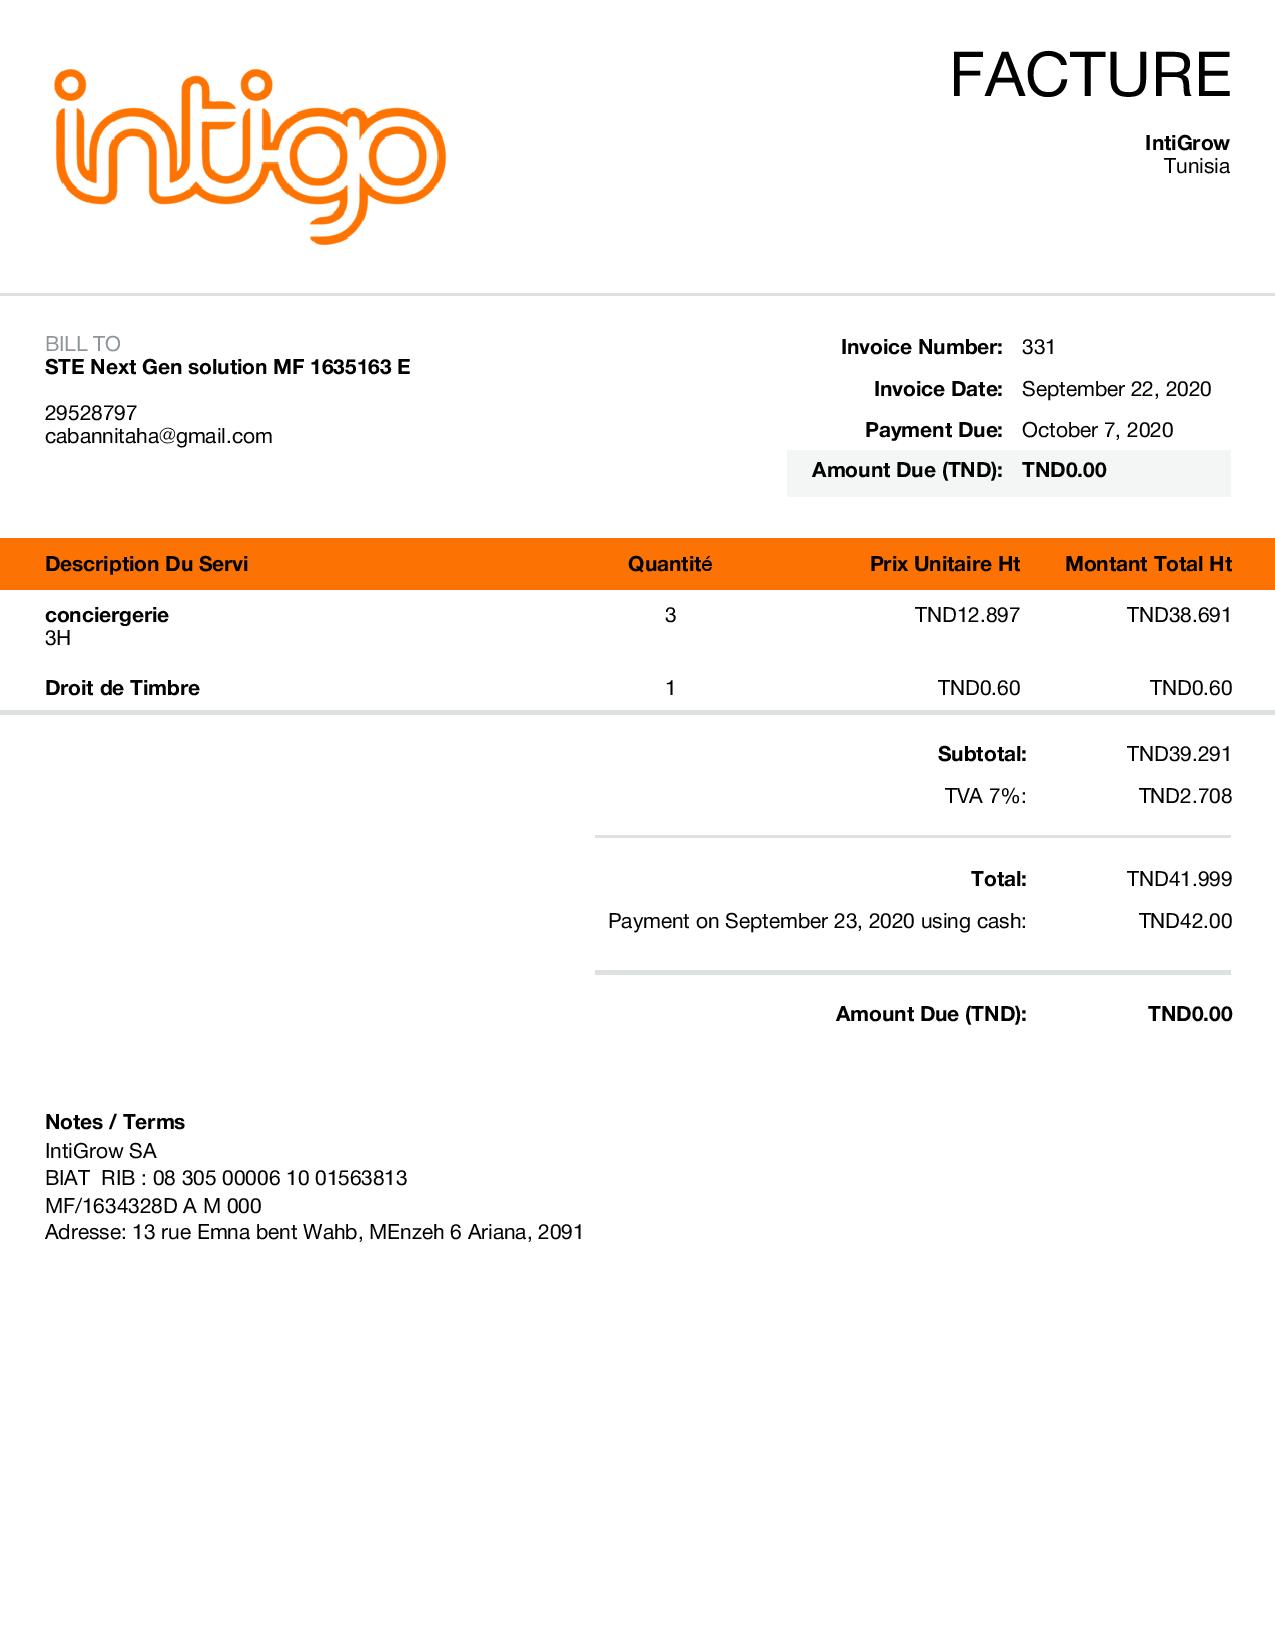 intigo
FACTURE
IntiGrow
Tunisia
BILL TO
STE Next Gen solution MF 1635163 E
29528797
cabannitaha@gmail.com
Invoice Number: 331
Invoice Date: September 22, 2020
Payment Due: October 7, 2020
Amount Due (TND): TND0.00
Description Du Servi Quantité Prix Unitaire Ht Montant Total Ht
conciergerie 3 TND12.897 TND38.691
3H
Droit de Timbre 1 TND0.60 TND0.60
Subtotal: TND39.291
TVA 7%: TND2.708
Total: TND41.999
Payment on September 23, 2020 using cash: TND42.00
Amount Due (TND): TND0.00
Notes / Terms
IntiGrow SA
BIAT RIB : 08 305 00006 10 01563813
MF/1634328D A M 000
Adresse: 13 rue Emna bent Wahb, MEnzeh 6 Ariana, 2091